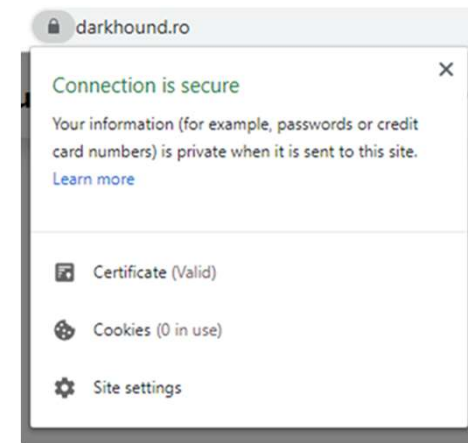 darkhound.ro
Connection is secure
Your information (for example, passwords or credit
card numbers) is private when it is sent to this site.
Learn more
Certificate (Valid)
Cookies (0 in use)
Site settings